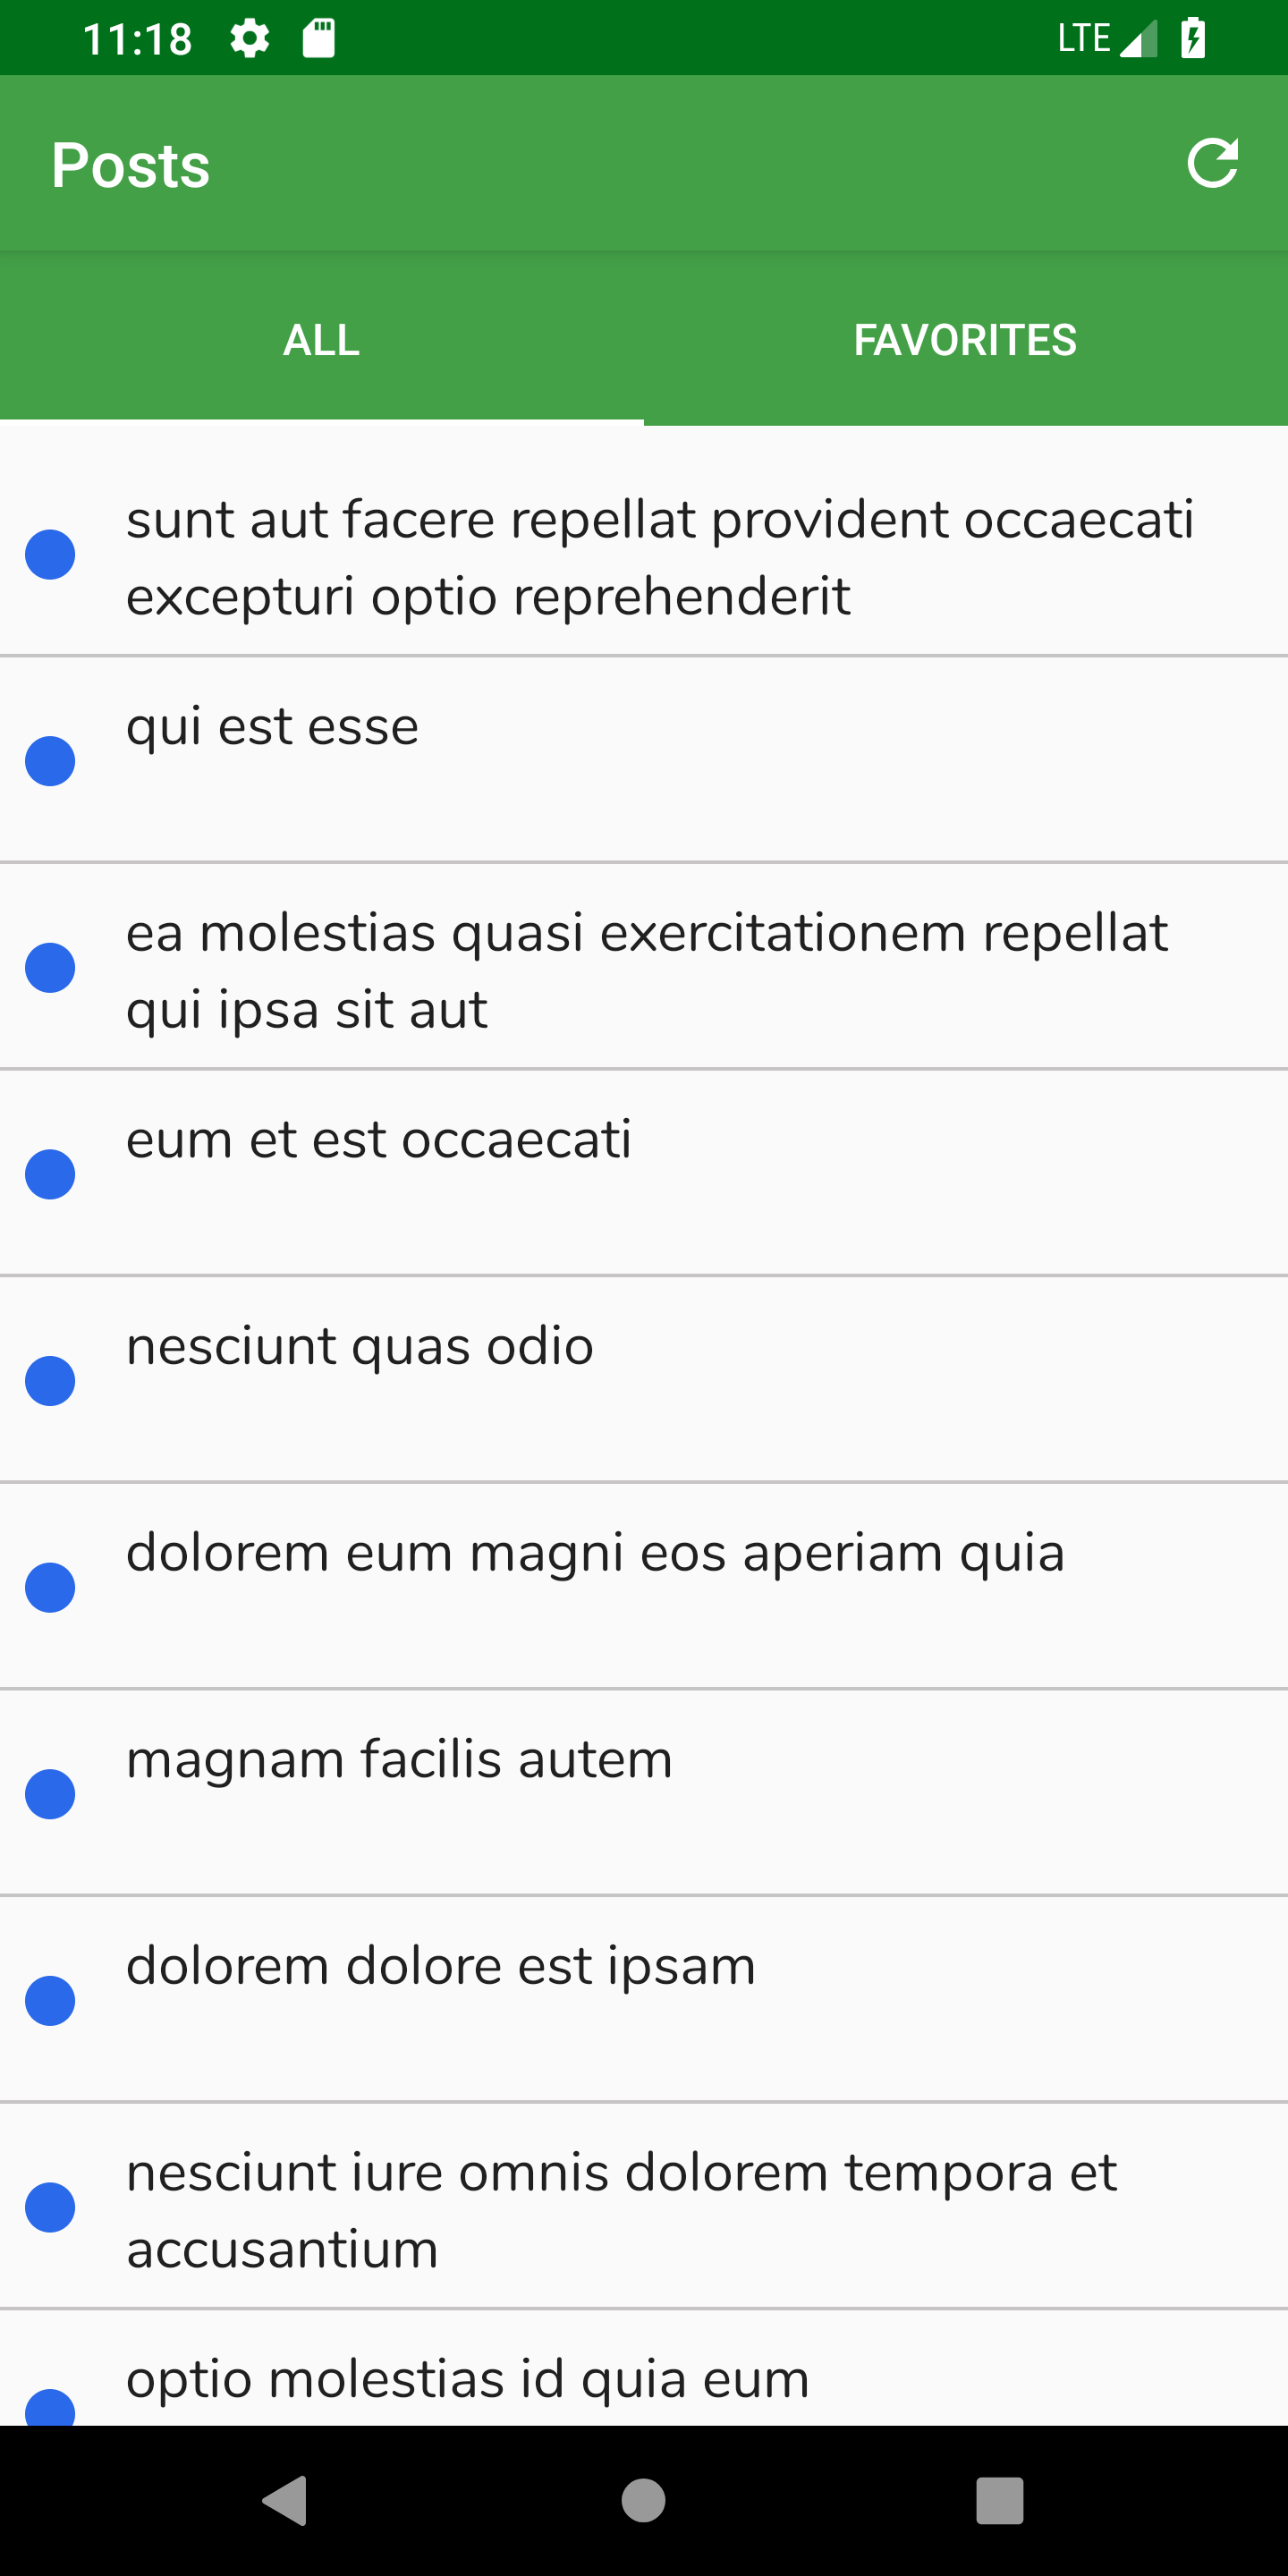 11:18 LTE
Posts
ALL FAVORITES
sunt aut facere repellat provident occaecati
excepturi optio reprehenderit
qui est esse
ea molestias quasi exercitationem repellat
qui ipsa sit aut
eum et est occaecati
nesciunt quas odio
dolorem eum magni eos aperiam quia
magnam facilis autem
dolorem dolore est ipsam
nesciunt iure omnis dolorem tempora et
accusantium
optio molestias id quia eum